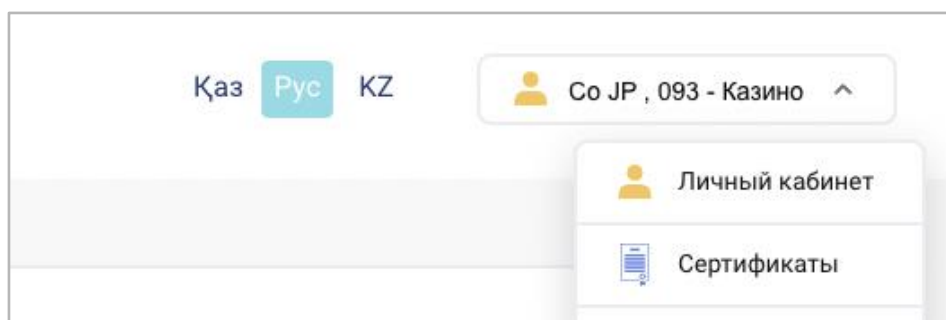 Қаз Рус KZ Co JP , 093 - Казино
Личный кабинет
Сертификаты